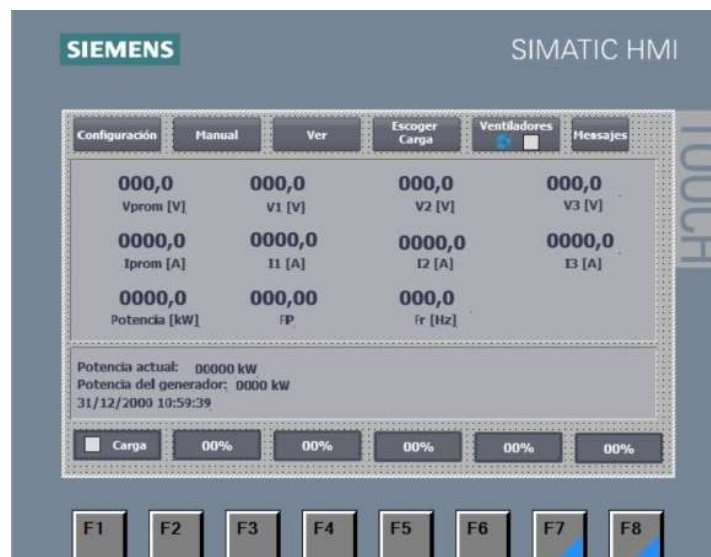 SIEMENS
SIMATIC HMI
TOUCH
Configuración Manual Ver Escoger Carga Ventiladores Mensajes
000,0 000,0 000,0 000,0
Vprom [V] V1 [V] V2 [V] V3 [V]
0000,0 0000,0 0000,0 0000,0
Iprom [A] I1 [A] I2 [A] I3 [A]
0000,0 000,00 000,0
Potencia [kW] FP Fr [Hz]
Potencia actual: 00000 kW
Potencia del generador: 0000 kW
31/12/2000 10:59:39
Carga 00% 00% 00% 00% 00%
F1 F2 F3 F4 F5 F6 F7 F8